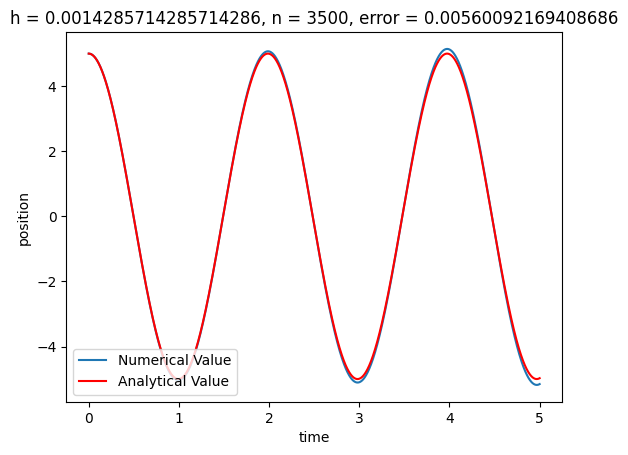 h = 0.0014285714285714286, n = 3500, error = 0.00560092169408686
4
2
0
−2
−4
position
Numerical Value
Analytical Value
0 1 2 3 4 5
time